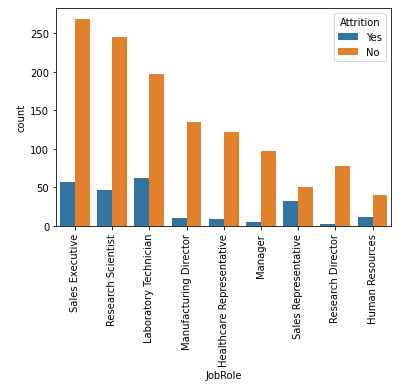 Attrition
Yes
No
count
250
200
150
100
50
0
Sales Executive
Research Scientist
Laboratory Technician
Manufacturing Director
Healthcare Representative
Manager
Sales Representative
Research Director
Human Resources
JobRole